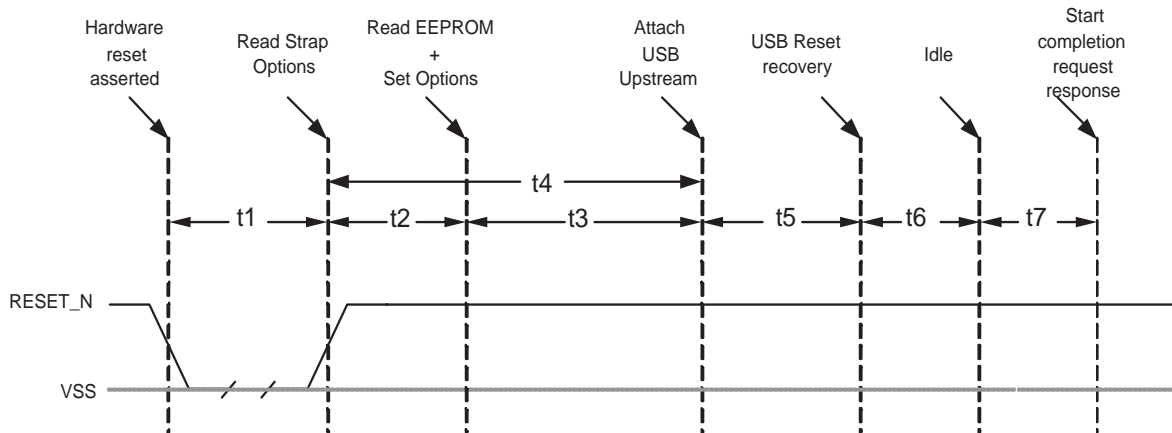 Hardware
reset
asserted
Read Strap
Options
Read EEPROM
+
Set Options
Attach
USB
Upstream
USB Reset
recovery
Idle
Start
completion
request
response
t4
t1
t2
t3
t5
t6
t7
RESET_N
VSS